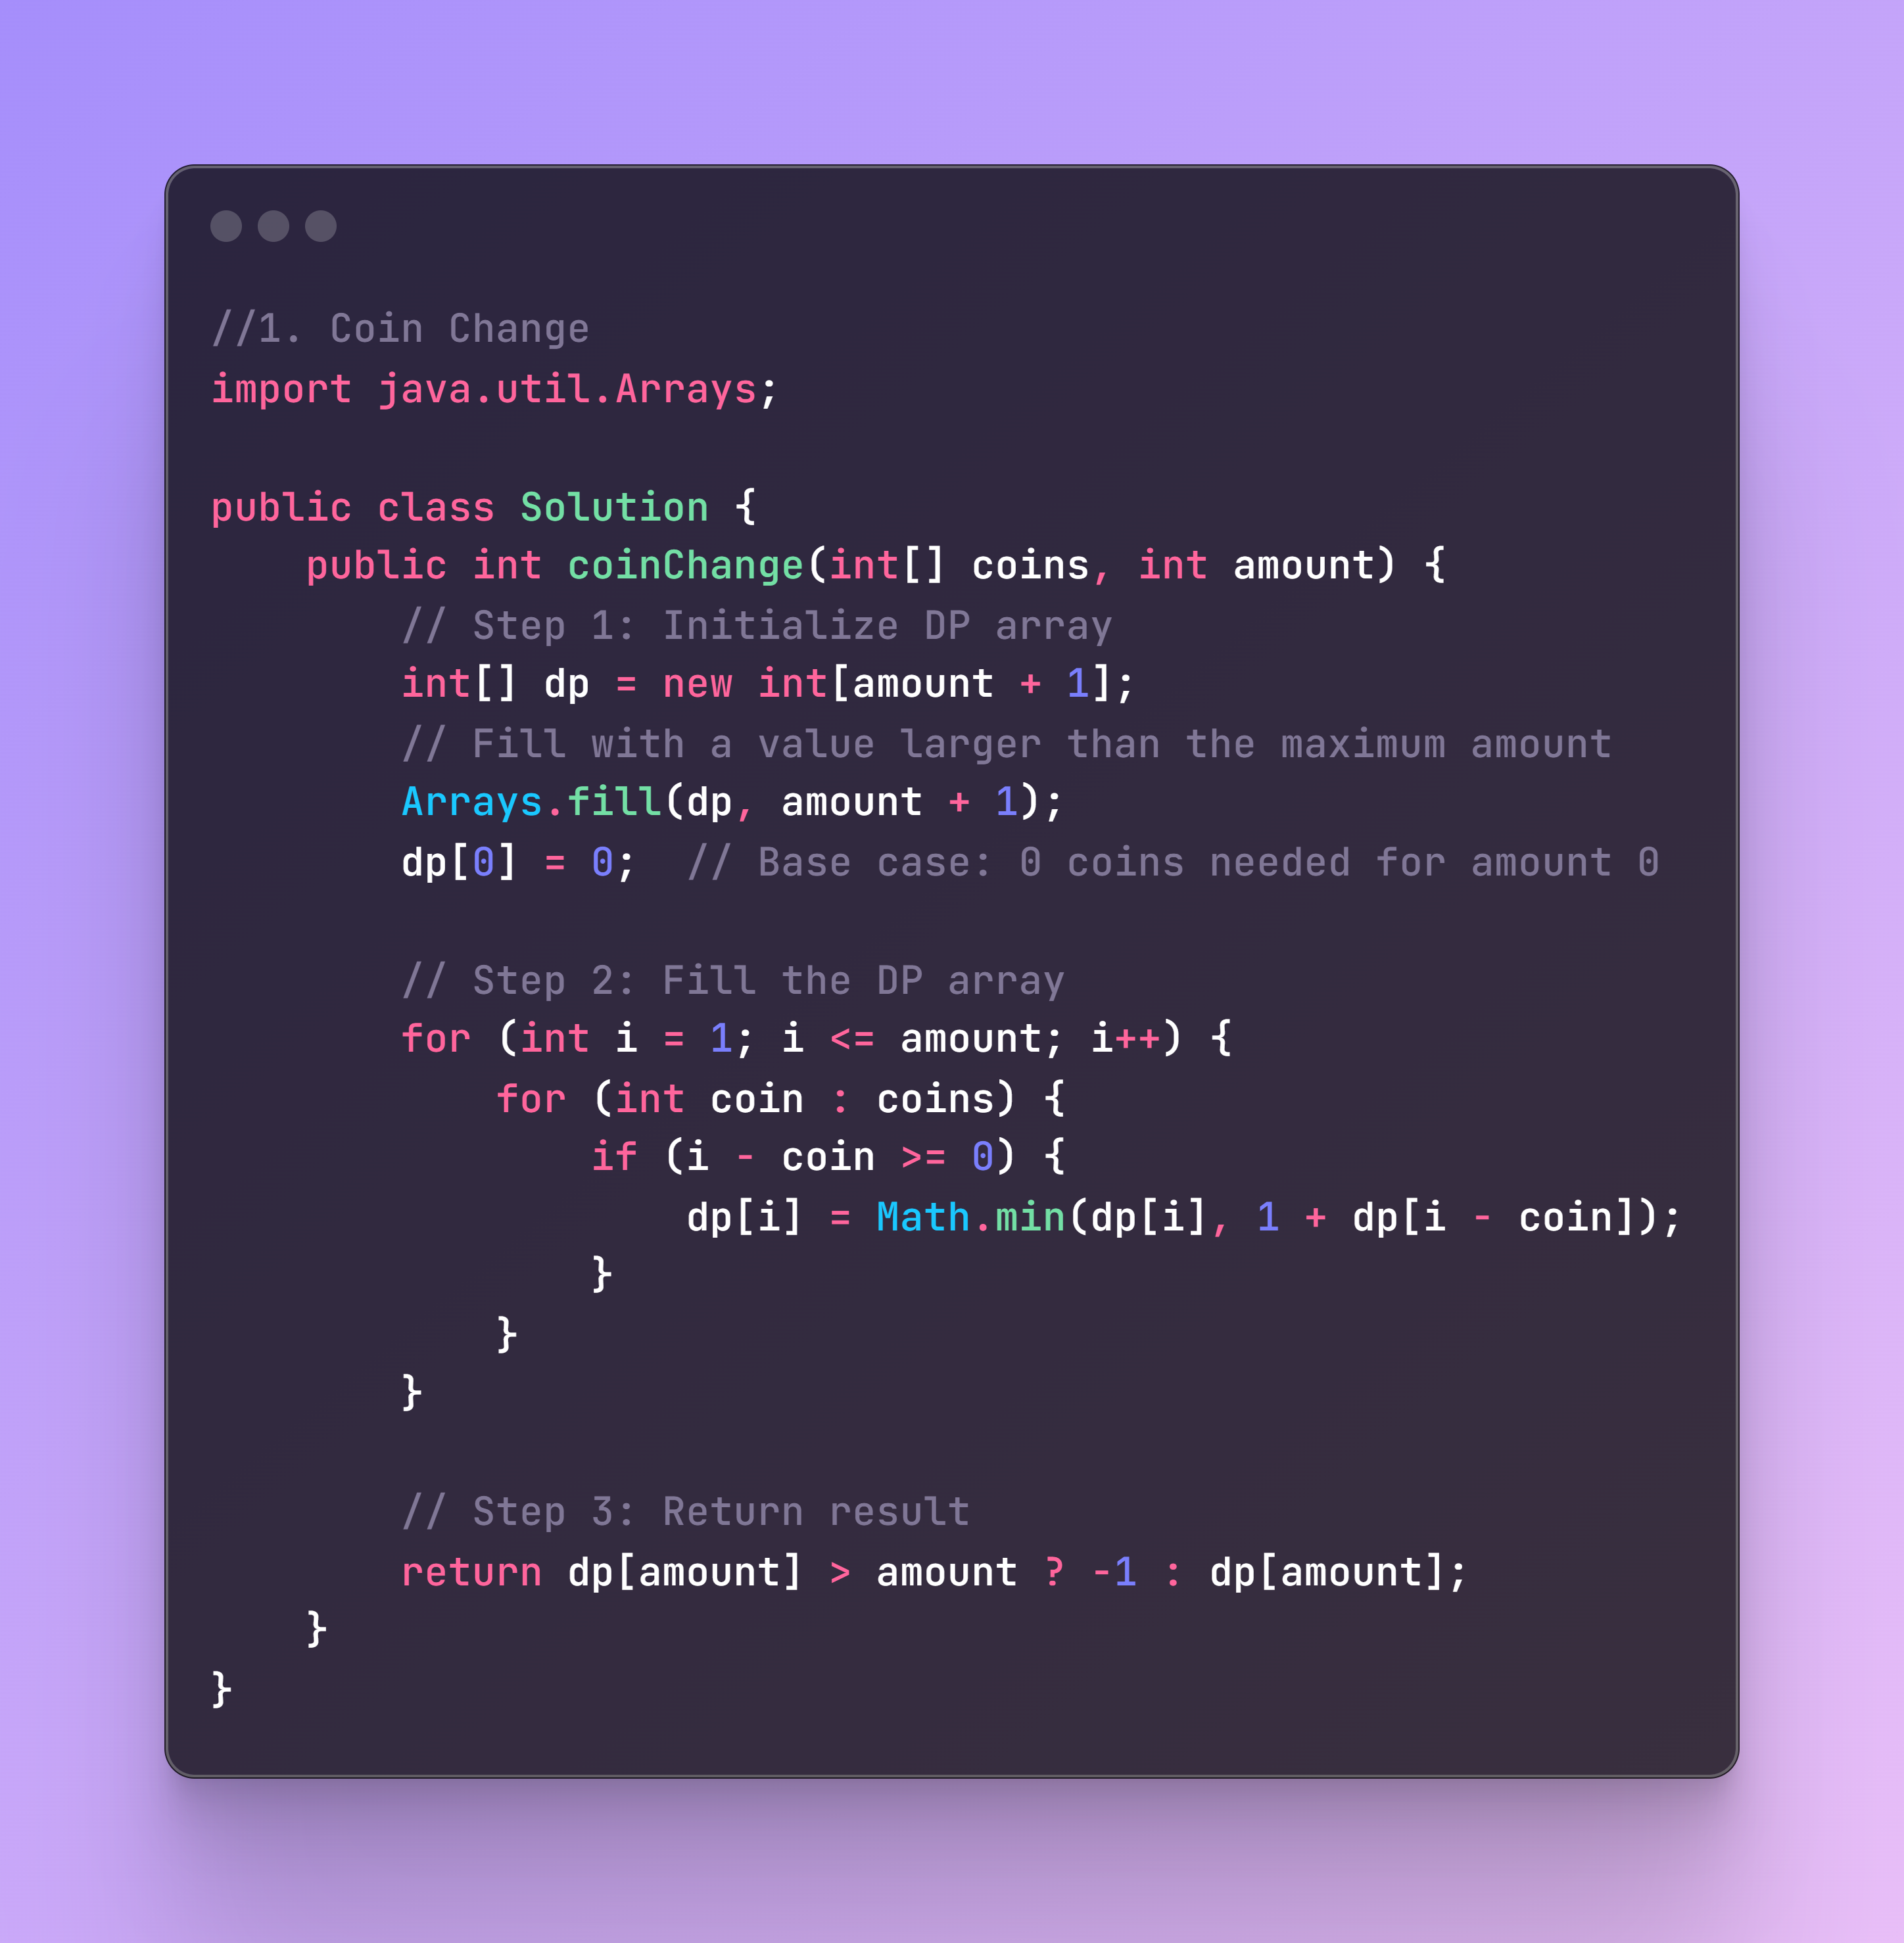 //1. Coin Change
import java.util.Arrays;

public class Solution {
    public int coinChange(int[] coins, int amount) {
        // Step 1: Initialize DP array
        int[] dp = new int[amount + 1];
        // Fill with a value larger than the maximum amount
        Arrays.fill(dp, amount + 1);
        dp[0] = 0;  // Base case: 0 coins needed for amount 0

        // Step 2: Fill the DP array
        for (int i = 1; i <= amount; i++) {
            for (int coin : coins) {
                if (i - coin >= 0) {
                    dp[i] = Math.min(dp[i], 1 + dp[i - coin]);
                }
            }
        }

        // Step 3: Return result
        return dp[amount] > amount ? -1 : dp[amount];
    }
}